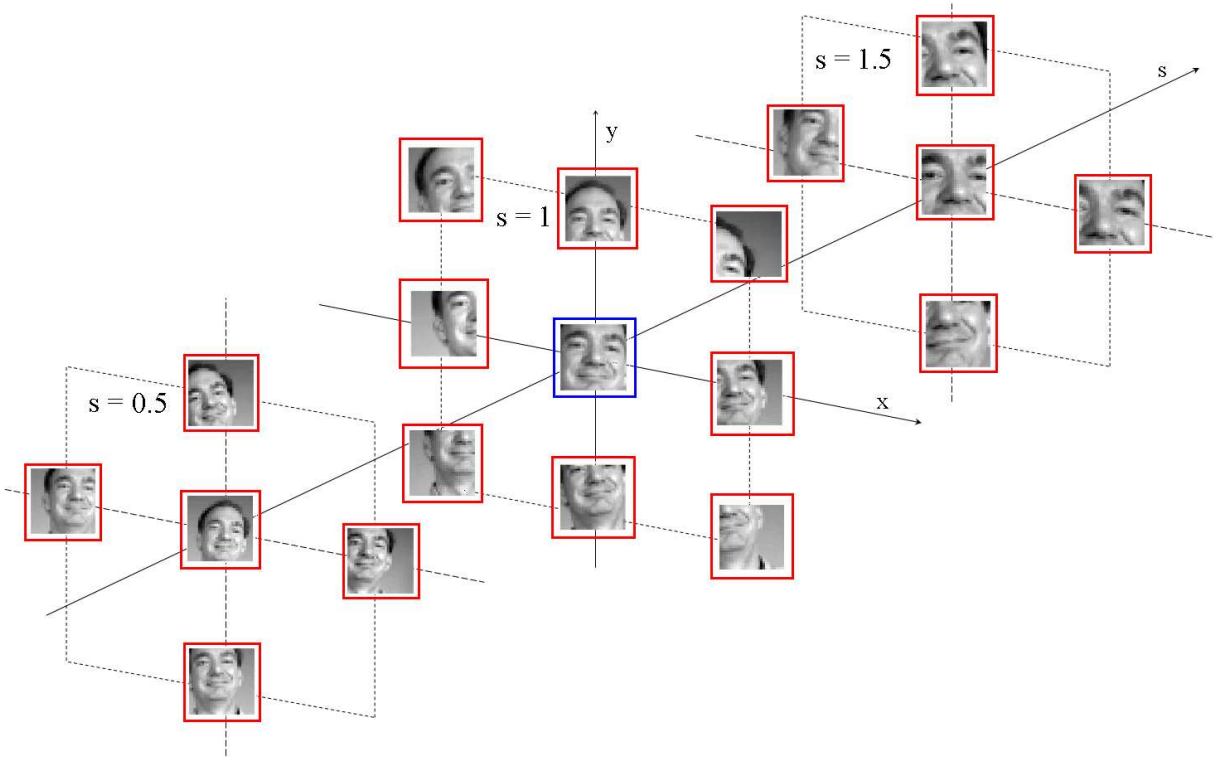 s = 1.5
s
y
s = 1
x
s = 0.5